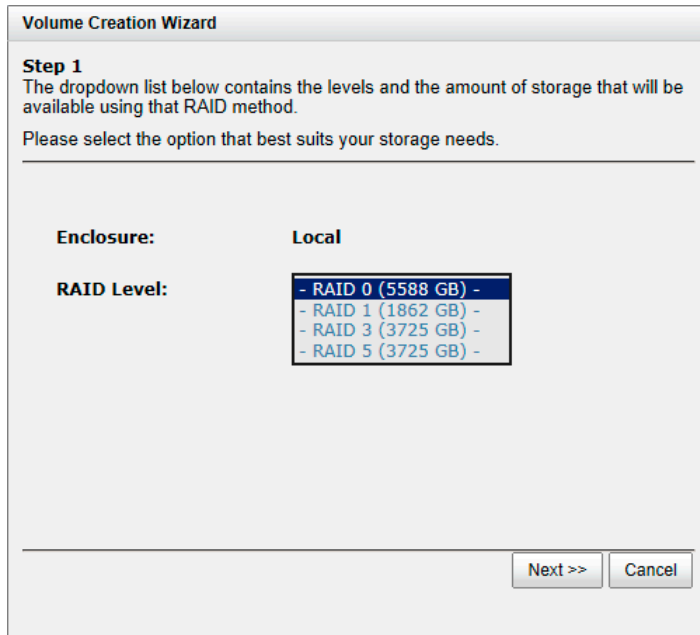 Volume Creation Wizard
Step 1
The dropdown list below contains the levels and the amount of storage that will be
available using that RAID method.
Please select the option that best suits your storage needs.
Enclosure: Local
RAID Level: - RAID 0 (5588 GB) -
- RAID 1 (1862 GB) -
- RAID 3 (3725 GB) -
- RAID 5 (3725 GB) -
Next >> Cancel